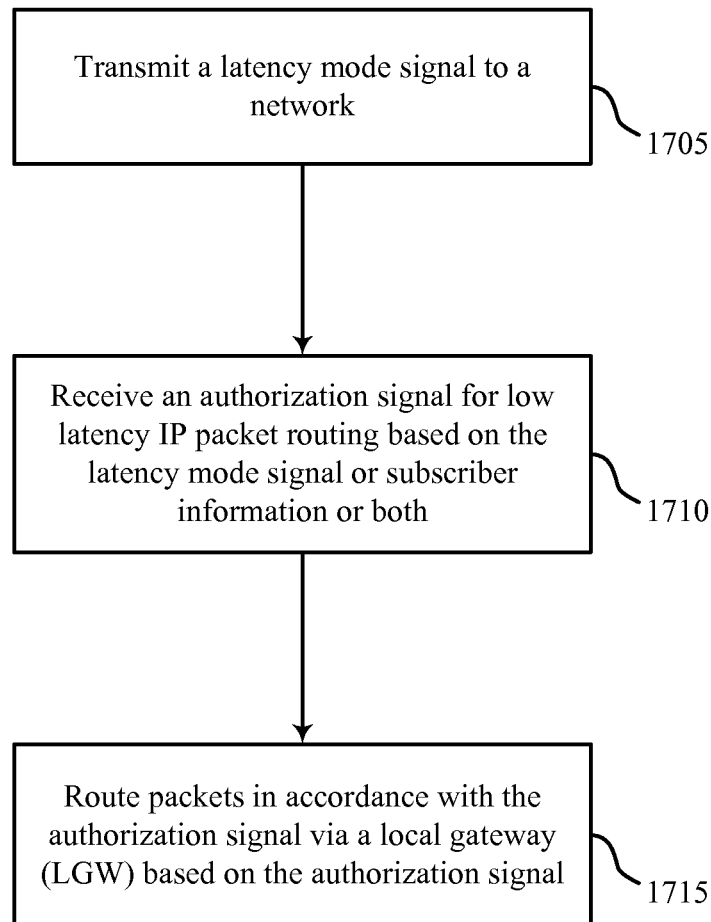 Transmit a latency mode signal to a
network
1705
Receive an authorization signal for low
latency IP packet routing based on the
latency mode signal or subscriber
information or both
1710
Route packets in accordance with the
authorization signal via a local gateway
(LGW) based on the authorization signal
1715